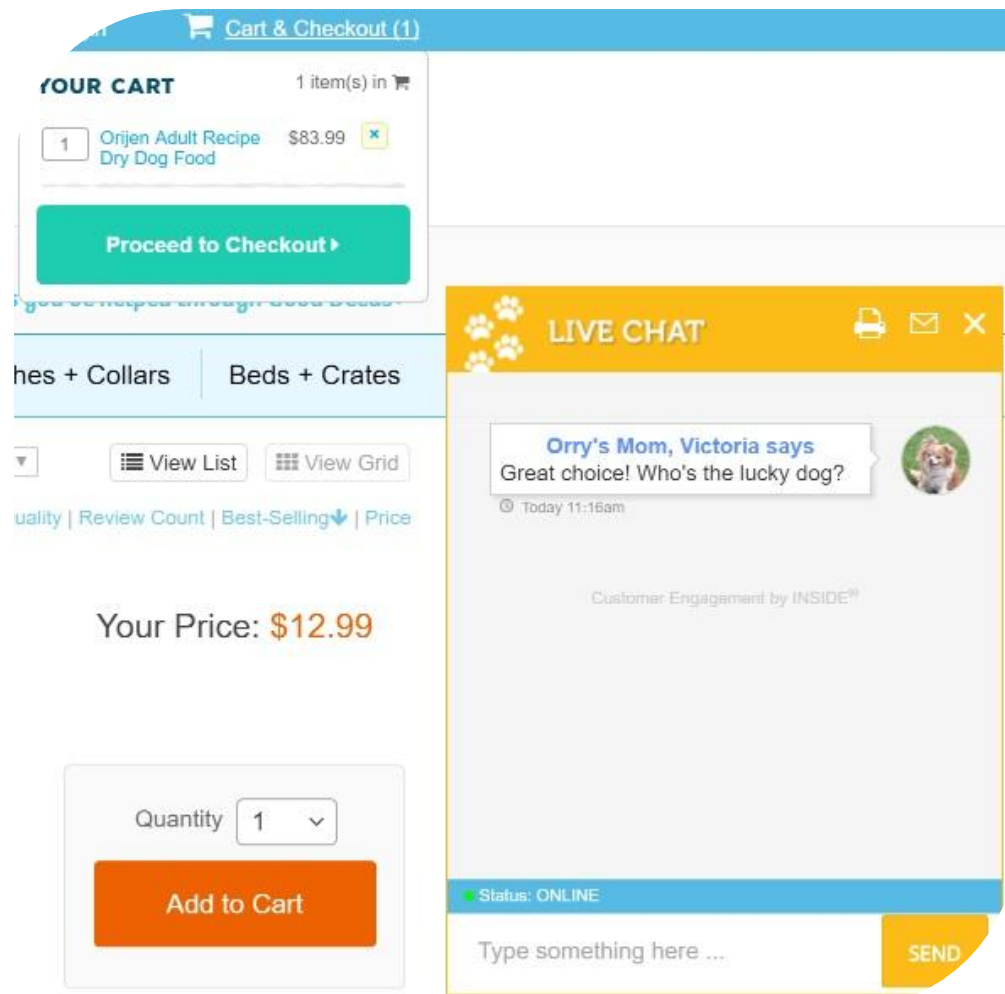 Cart & Checkout (1)
YOUR CART
1 item(s) in
1
Orijen Adult Recipe
Dry Dog Food
$83.99
×
Proceed to Checkout
LIVE CHAT
hes + Collars
Beds + Crates
View List
View Grid
uality | Review Count | Best-Selling | Price
Orry's Mom, Victoria says
Great choice! Who's the lucky dog?
Today 11:16am
Customer Engagement by INSIDE
Your Price: $12.99
Quantity
1
Add to Cart
Status: ONLINE
Type something here ...
SEND